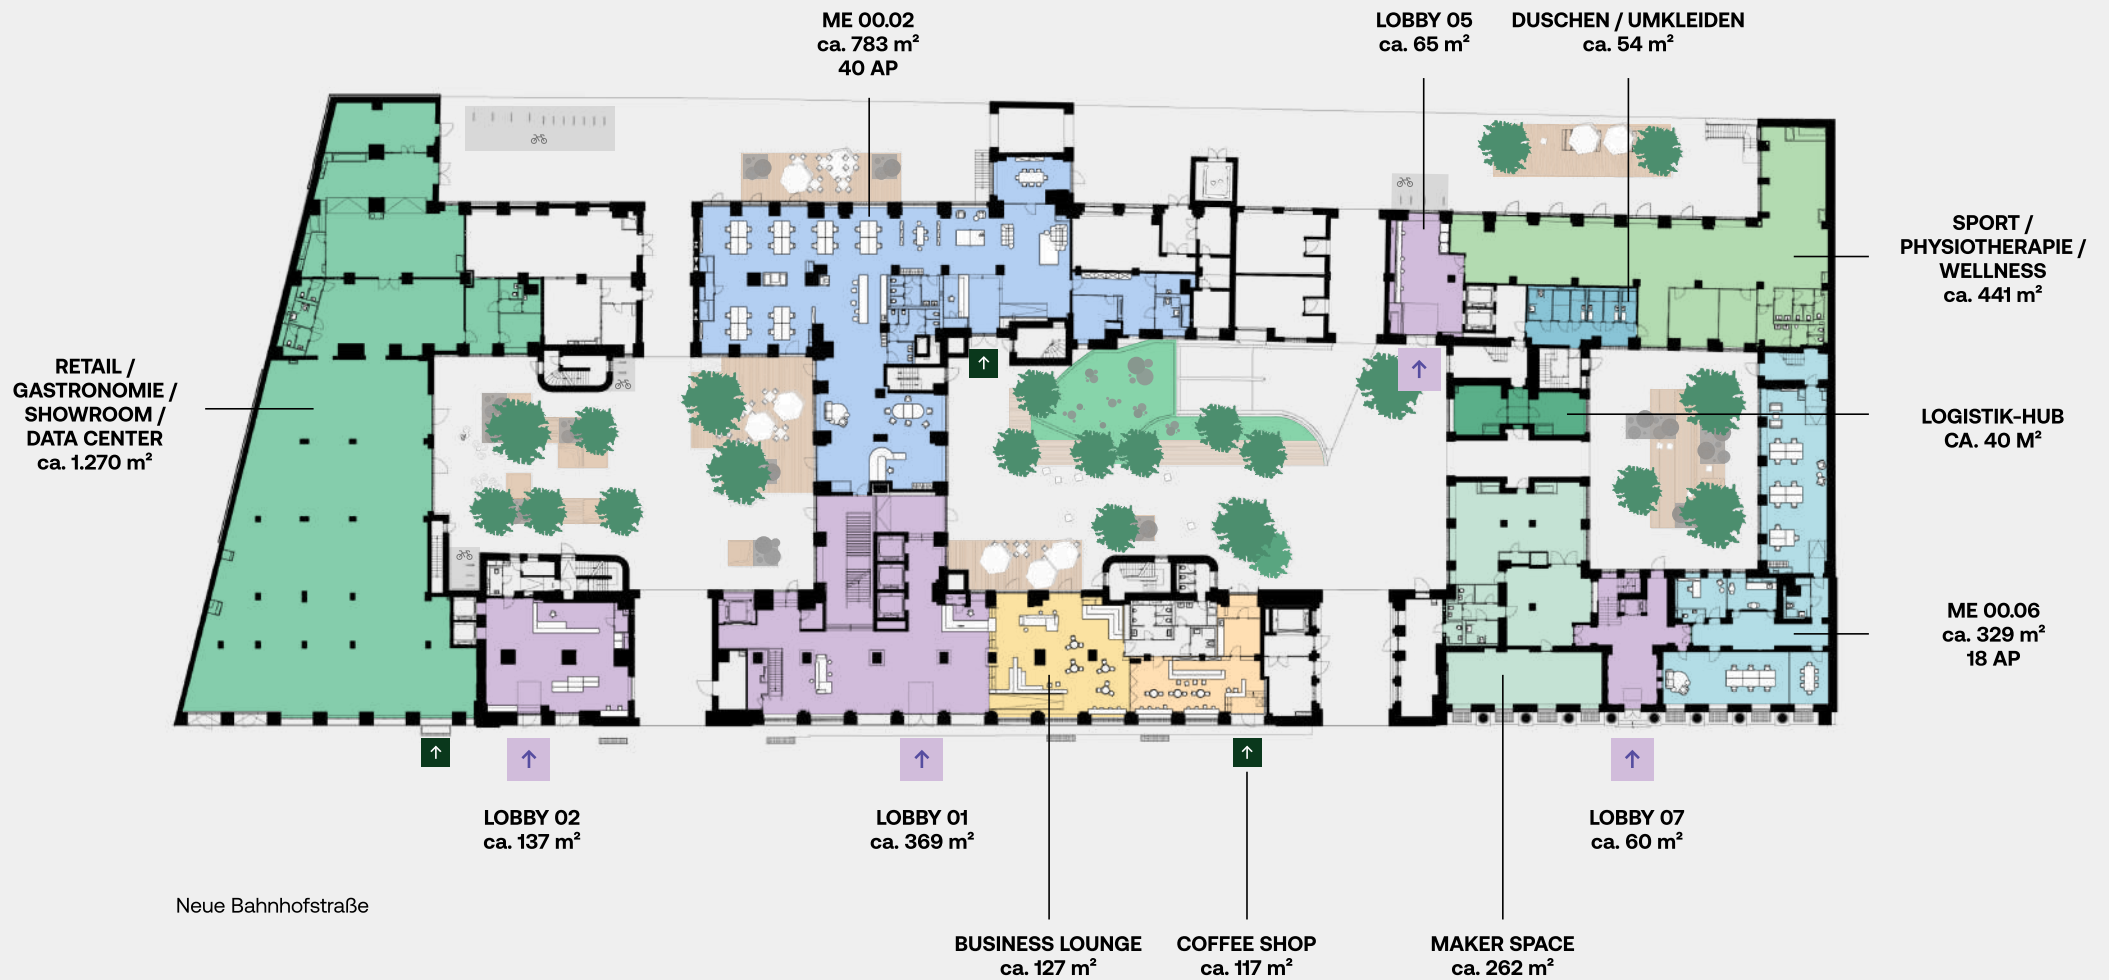 ME 00.02
ca. 783 m²
40 AP
LOBBY 05
ca. 65 m²
DUSCHEN / UMKLEIDEN
ca. 54 m²
SPORT /
PHYSIOTHERAPIE /
WELLNESS
ca. 441 m²
RETAIL /
GASTRONOMIE /
SHOWROOM /
DATA CENTER
ca. 1.270 m²
LOGISTIK-HUB
CA. 40 M²
ME 00.06
ca. 329 m²
18 AP
LOBBY 02
ca. 137 m²
LOBBY 01
ca. 369 m²
LOBBY 07
ca. 60 m²
Neue Bahnhofstraße
BUSINESS LOUNGE
ca. 127 m²
COFFEE SHOP
ca. 117 m²
MAKER SPACE
ca. 262 m²